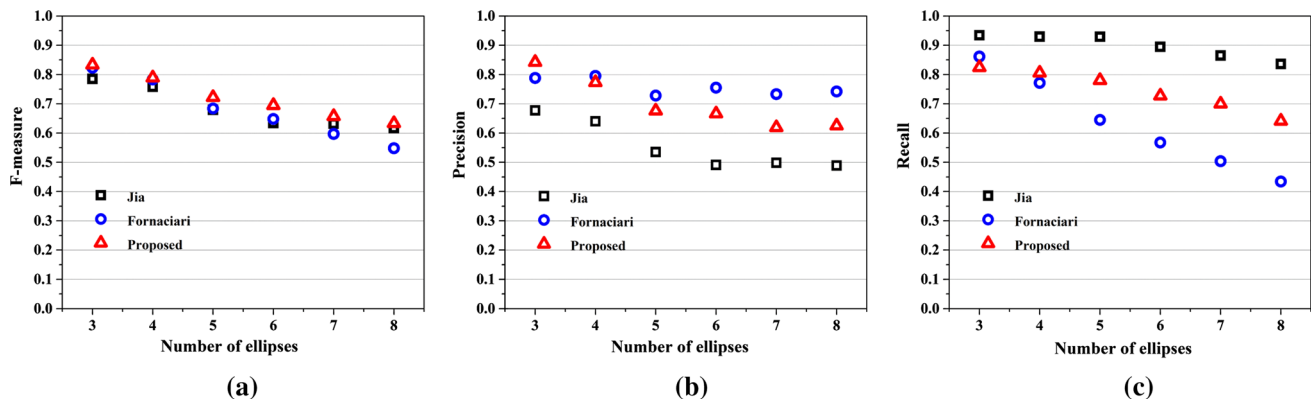 1.0
0.9
0.8
0.7
0.6
0.5
0.4
0.3
0.2
0.1
0.0
F-measure
Jia
Fornaciari
Proposed
3 4 5 6 7 8
Number of ellipses
(a)
1.0
0.9
0.8
0.7
0.6
0.5
0.4
0.3
0.2
0.1
0.0
Precision
Jia
Fornaciari
Proposed
3 4 5 6 7 8
Number of ellipses
(b)
1.0
0.9
0.8
0.7
0.6
0.5
0.4
0.3
0.2
0.1
0.0
Recall
Jia
Fornaciari
Proposed
3 4 5 6 7 8
Number of ellipses
(c)